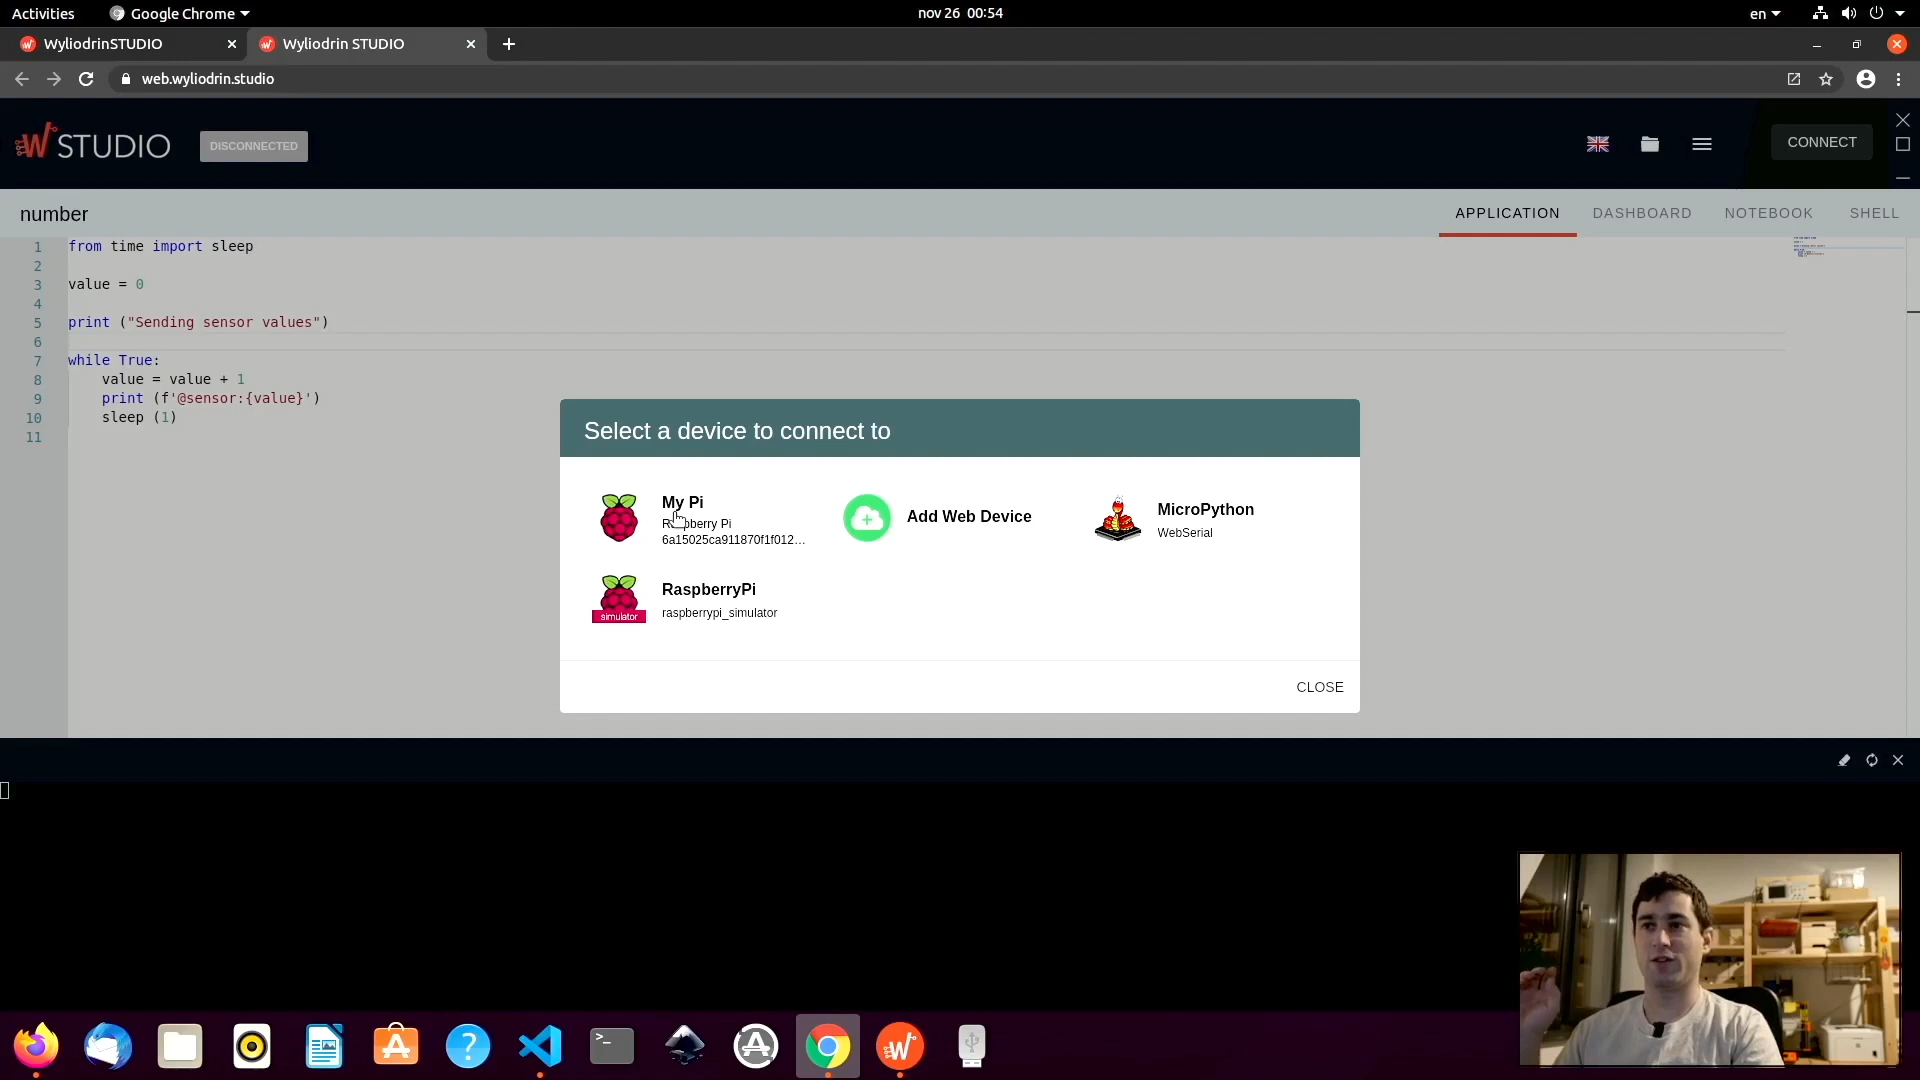 Activities
Google Chrome
nov 26 00:54
en
WyliodrinSTUDIO
Wyliodrin STUDIO
web.wyliodrin.studio
W STUDIO
DISCONNECTED
CONNECT
number
APPLICATION
DASHBOARD
NOTEBOOK
SHELL
1 from time import sleep
2
3 value = 0
4
5 print ("Sending sensor values")
6
7 while True:
8 value = value + 1
9 print (f'@sensor:{value}')
10 sleep (1)
11
Select a device to connect to
My Pi
Raspberry Pi
6a15025ca911870f1f012...
Add Web Device
MicroPython
WebSerial
simulator
RaspberryPi
raspberrypi_simulator
CLOSE